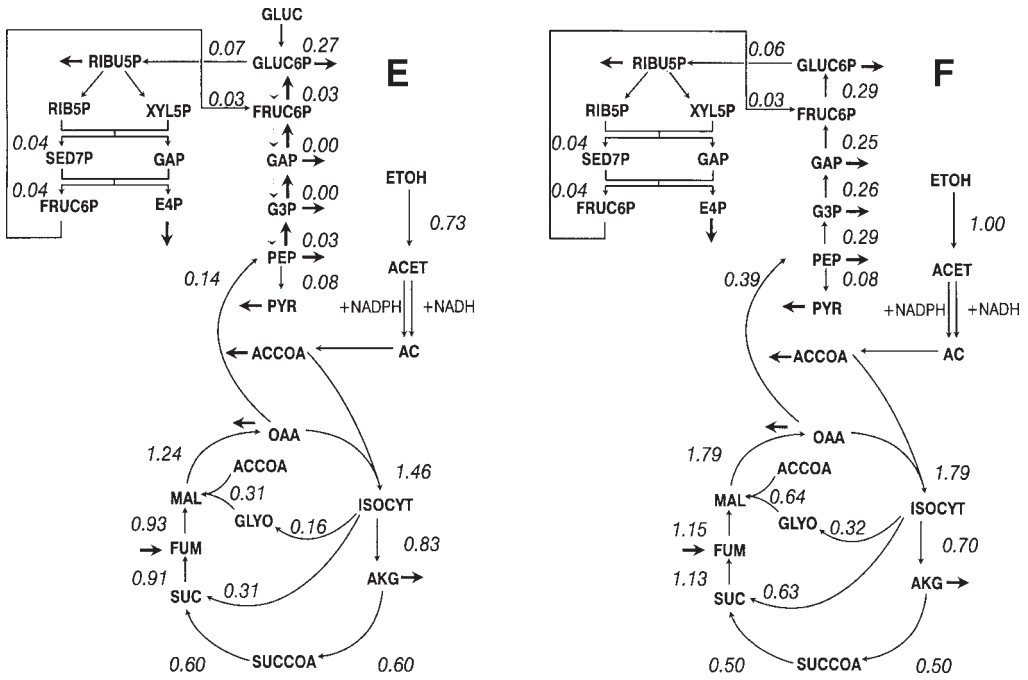 GLUC
0.07
0.27
RIBU5P
GLUC6P
E
0.03
0.03
RIB5P
XYL5P
FRUC6P
0.04
0.00
SED7P
GAP
GAP
ETOH
0.04
0.00
FRUC6P
E4P
G3P
0.73
0.03
PEP
ACET
0.14
0.08
PYR
+NADPH
+NADH
ACCOA
AC
OAA
1.24
ACCOA
1.46
MAL
0.31
ISOCYT
GLYO
0.16
0.93
0.83
FUM
0.91
AKG
SUC
0.31
0.60
SUCCOA
0.60
0.06
RIBU5P
GLUC6P
F
0.29
0.03
RIB5P
XYL5P
FRUC6P
0.04
0.25
SED7P
GAP
GAP
ETOH
0.04
0.26
FRUC6P
E4P
G3P
1.00
0.29
PEP
ACET
0.39
0.08
PYR
+NADPH
+NADH
ACCOA
AC
OAA
1.79
ACCOA
1.79
MAL
0.64
ISOCYT
GLYO
0.32
1.15
0.70
FUM
1.13
AKG
SUC
0.63
0.50
SUCCOA
0.50